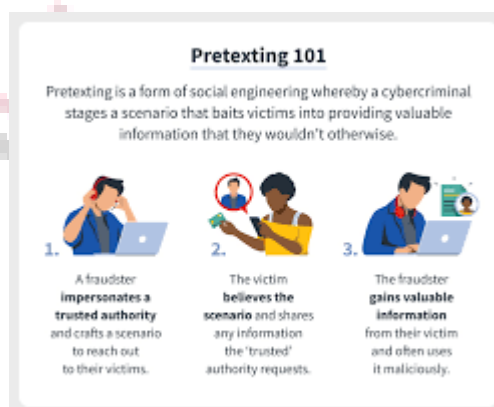 Pretexting 101
Pretexting is a form of social engineering whereby a cybercriminal
stages a scenario that baits victims into providing valuable
information that they wouldn't otherwise.
1.
A fraudster
impersonates a
trusted authority
and crafts a scenario
to reach out
to their victims.
2.
The victim
believes the
scenario and shares
any information
the 'trusted'
authority requests.
3.
The fraudster
gains valuable
information
from their victim
and often uses
it maliciously.